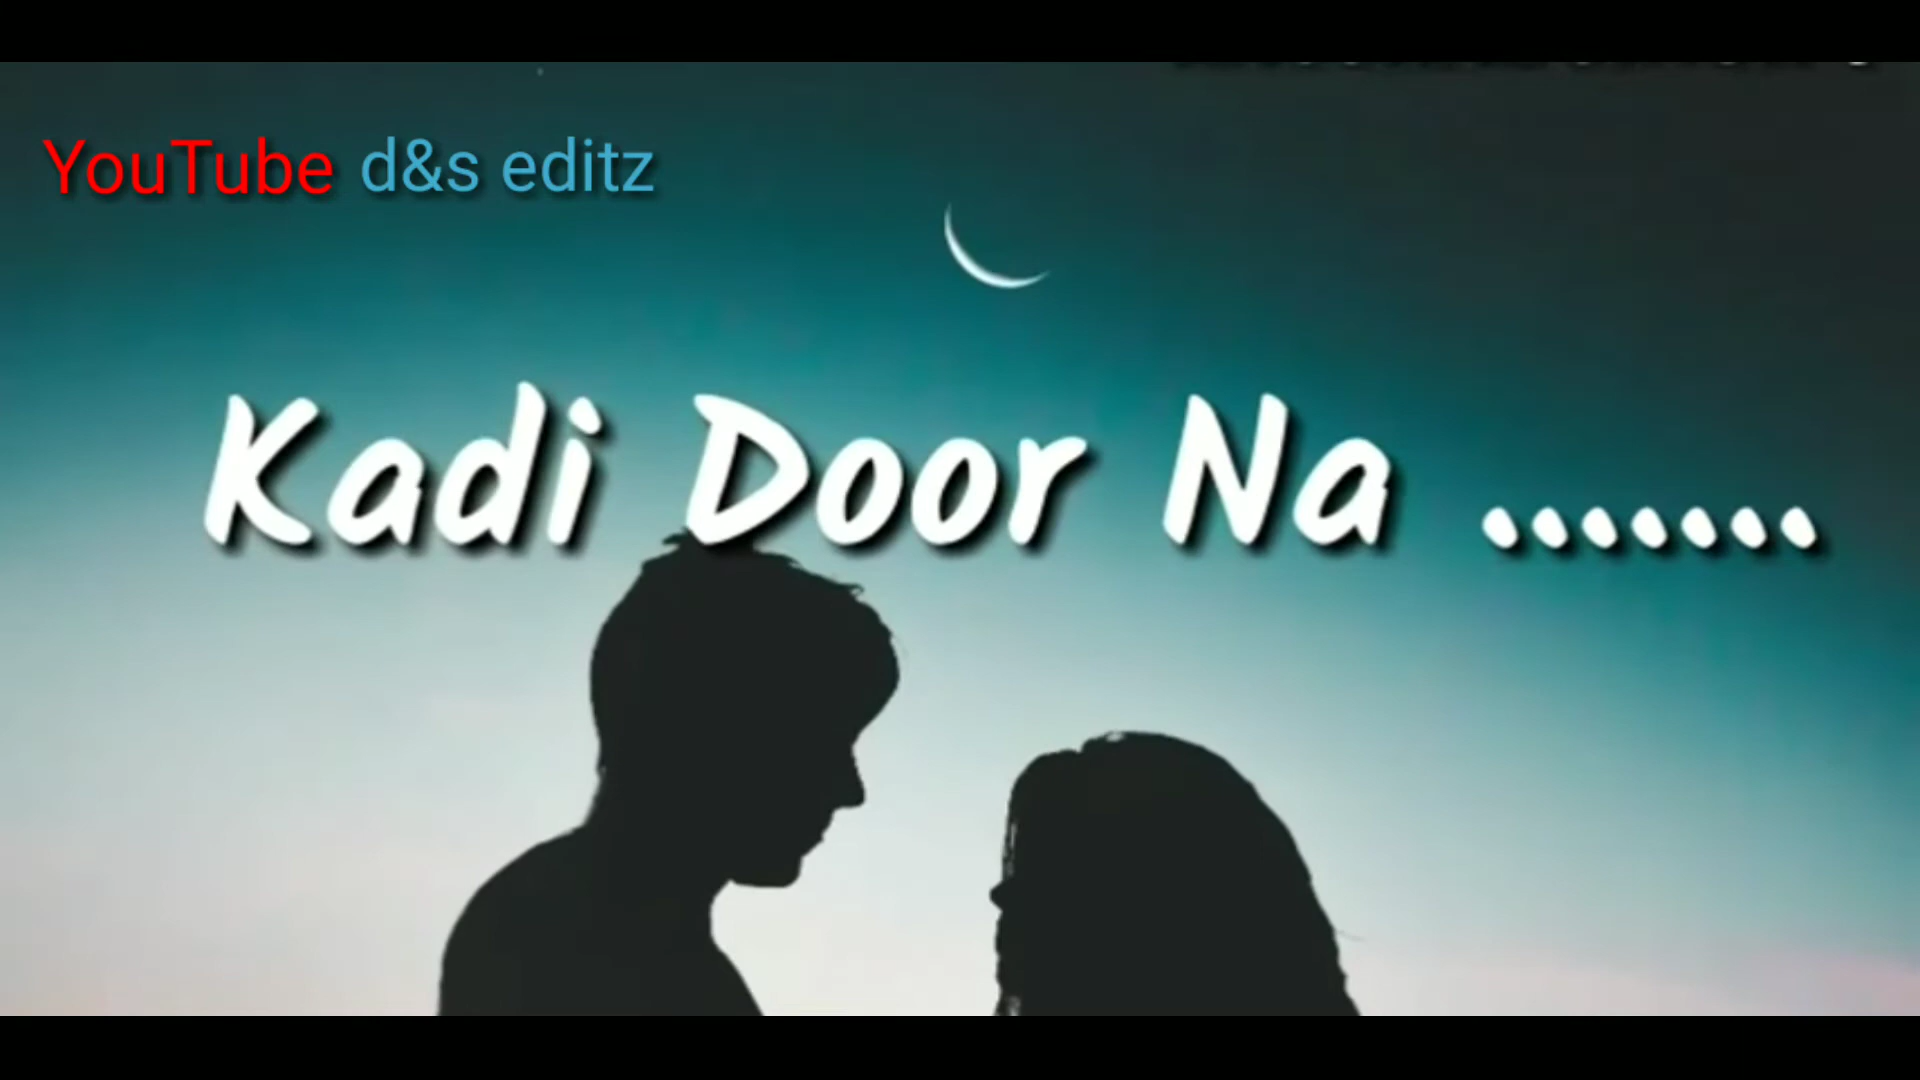 YouTube d&s editz
Kadi Door Na .......